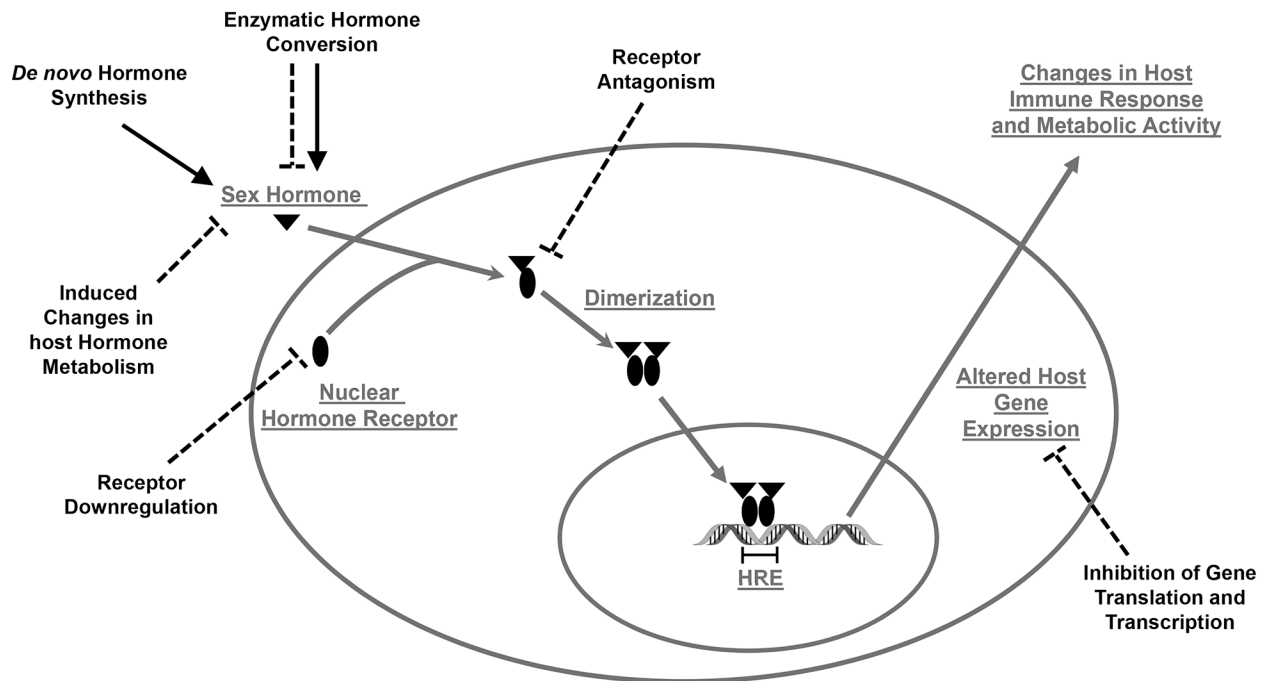 Enzymatic Hormone
Conversion
De novo Hormone
Synthesis
Receptor
Antagonism
Changes in Host
Immune Response
and Metabolic Activity
Sex Hormone
Induced
Changes in
host Hormone
Metabolism
Dimerization
Nuclear
Hormone Receptor
Altered Host
Gene
Expression
Receptor
Downregulation
HRE
Inhibition of Gene
Translation and
Transcription